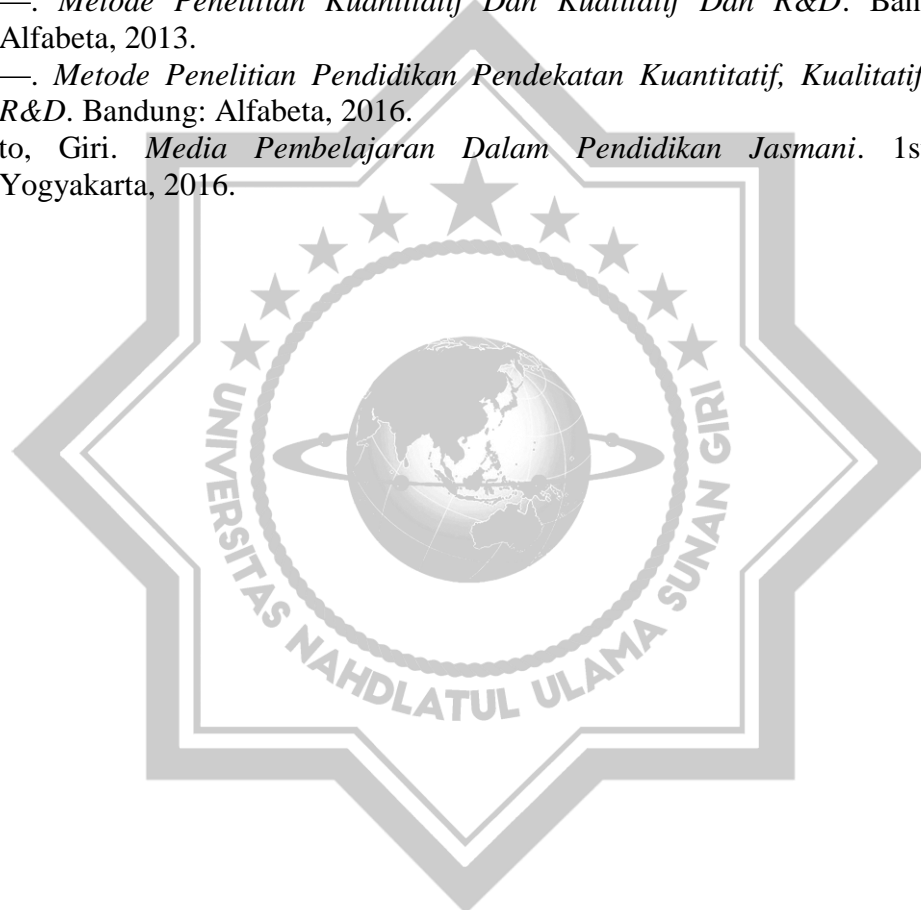 —. Metode Penelitian Kuantitatif Dan Kualitatif Dan R&D. Ban
Alfabeta, 2013.
—. Metode Penelitian Pendidikan Pendekatan Kuantitatif, Kualitatif
R&D. Bandung: Alfabeta, 2016.
to, Giri. Media Pembelajaran Dalam Pendidikan Jasmani. 1s
Yogyakarta, 2016.
UNIVERSITAS NAHDLATUL ULAMA SUNAN GIRI